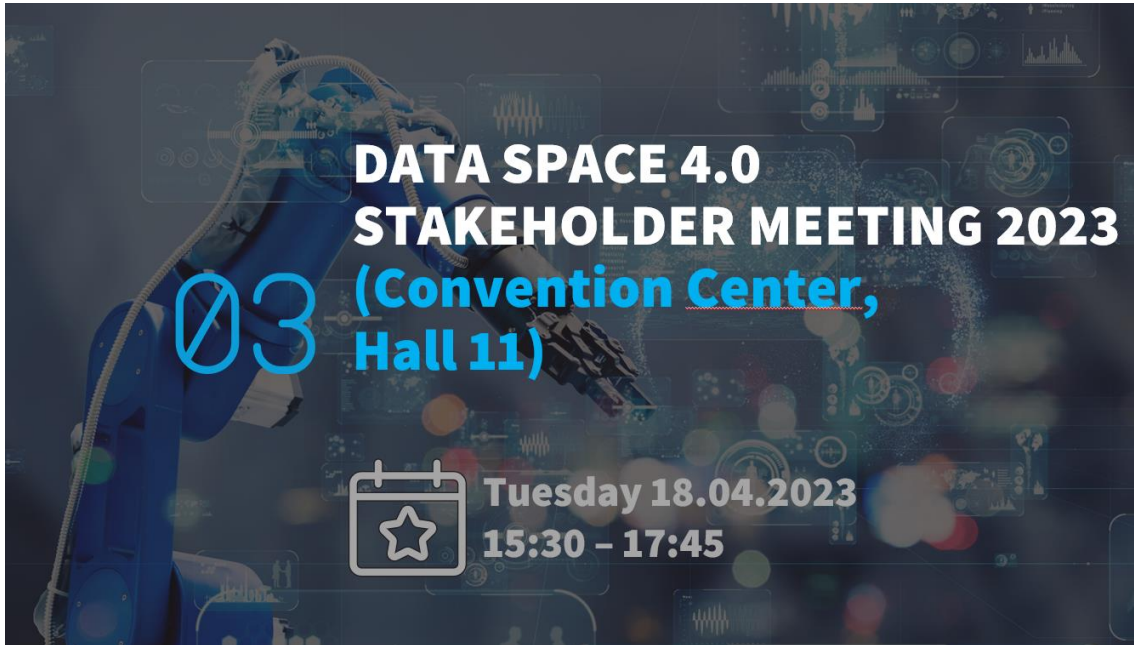 DATA SPACE 4.0
STAKEHOLDER MEETING 2023
03
(Convention Center,
Hall 11)
Tuesday 18.04.2023
15:30 – 17:45